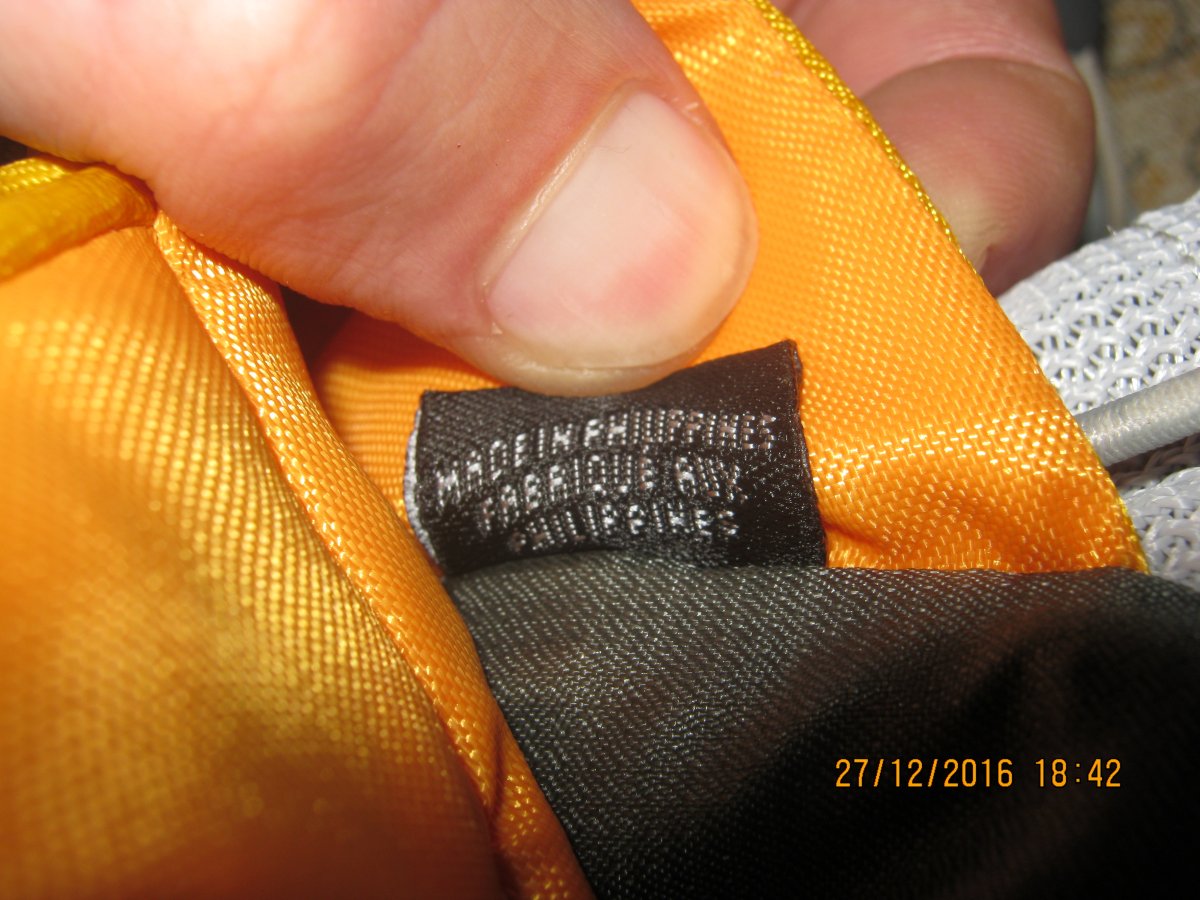 MADE IN PHILIPPINES
FABRIQUE AUX
PHILIPPINES
27/12/2016 18:42